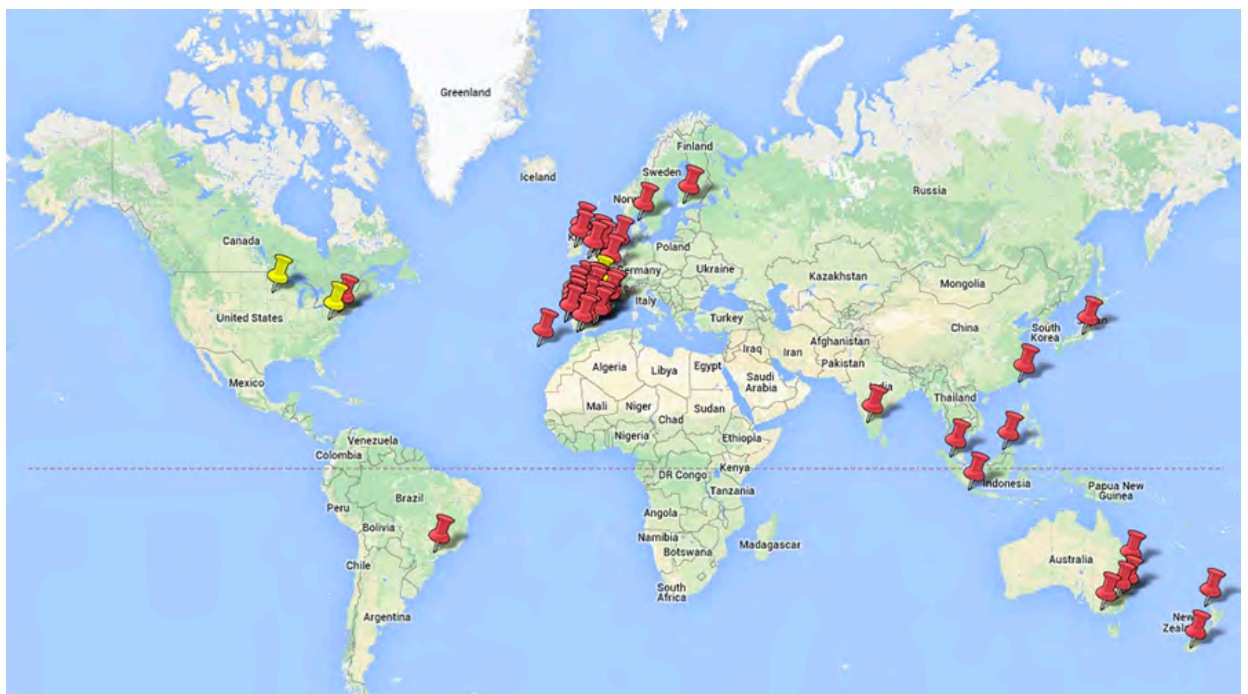 Greenland
Finland
Sweden
Iceland
Russia
Canada
Poland
Germany
Ukraine
Kazakhstan
Mongolia
United States
Italy
Turkey
China
South
Korea
Afghanistan
Iraq
Iran
Pakistan
Algeria
Libya
Egypt
Saudi
Arabia
Mexico
Mali
Niger
Sudan
Chad
Thailand
Venezuela
Nigeria
Ethiopia
Colombia
Kenya
DR Congo
Indonesia
Tanzania
Papua New
Guinea
Brazil
Peru
Angola
Bolivia
Namibia
Madagascar
Botswana
Australia
Chile
South
Africa
Argentina
New